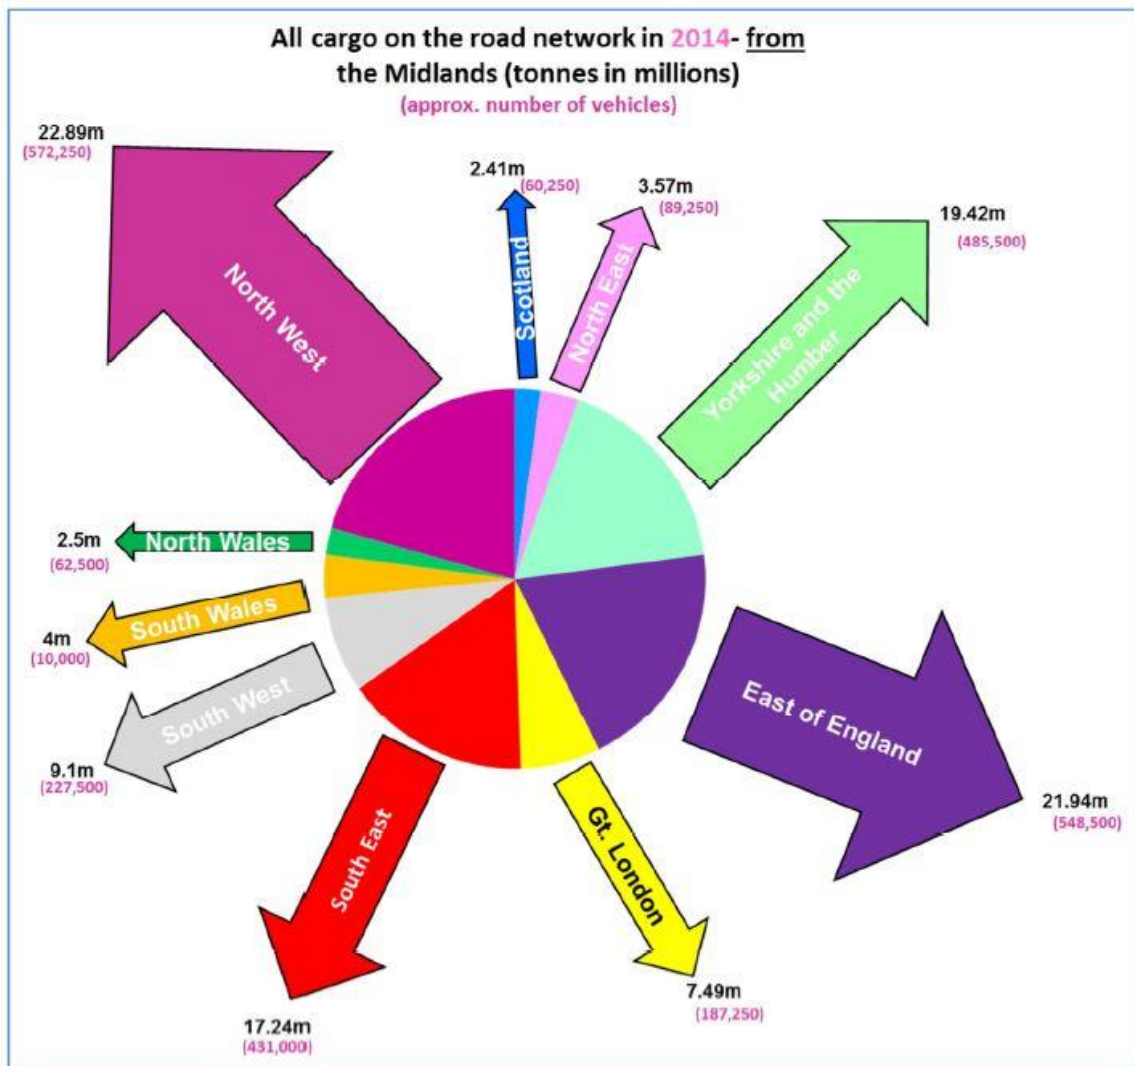 All cargo on the road network in 2014- from
the Midlands (tonnes in millions)
(approx. number of vehicles)
22.89m
(572,250)
North West
2.41m
(60,250)
Scotland
3.57m
(89,250)
North East
19.42m
(485,500)
Yorkshire and the
Humber
2.5m
(62,500)
North Wales
4m
(10,000)
South Wales
9.1m
(227,500)
South West
East of England
21.94m
(548,500)
South East
17.24m
(431,000)
Gt. London
7.49m
(187,250)